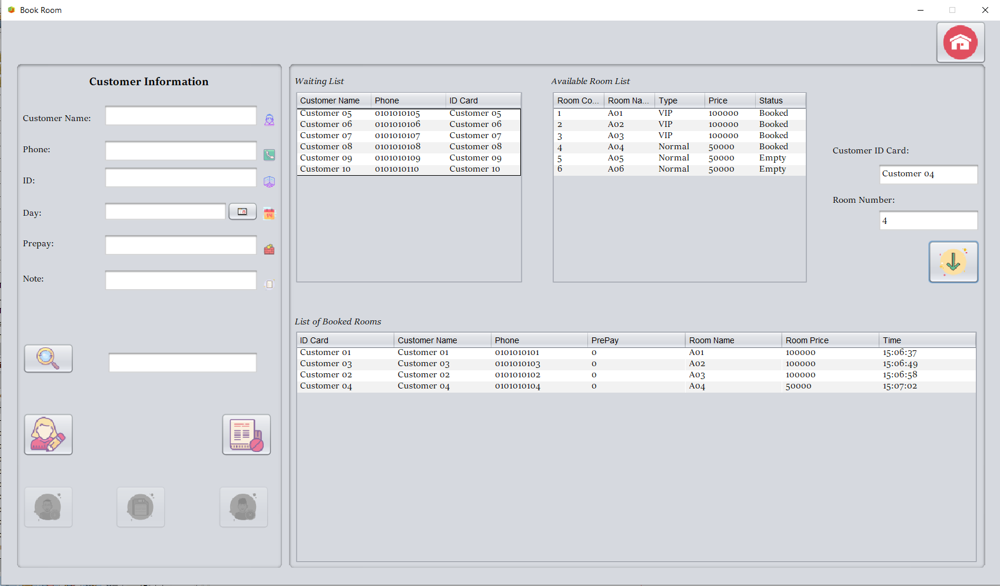 Book Room
Customer Information
Customer Name:
Phone:
ID:
Day:
Prepay:
Note:
Waiting List
Customer Name Phone ID Card
Customer 05 0101010105 Customer 05
Customer 06 0101010106 Customer 06
Customer 07 0101010107 Customer 07
Customer 08 0101010108 Customer 08
Customer 09 0101010109 Customer 09
Customer 10 0101010110 Customer 10
Available Room List
Room Co... Room Na... Type Price Status
1 A01 VIP 100000 Booked
2 A02 VIP 100000 Booked
3 A03 VIP 100000 Booked
4 A04 Normal 50000 Booked
5 A05 Normal 50000 Empty
6 A06 Normal 50000 Empty
Customer ID Card:
Customer 04
Room Number:
4
List of Booked Rooms
ID Card Customer Name Phone PrePay Room Name Room Price Time
Customer 01 Customer 01 0101010101 0 A01 100000 15:06:37
Customer 03 Customer 03 0101010103 0 A02 100000 15:06:49
Customer 02 Customer 02 0101010102 0 A03 100000 15:06:58
Customer 04 Customer 04 0101010104 0 A04 50000 15:07:02